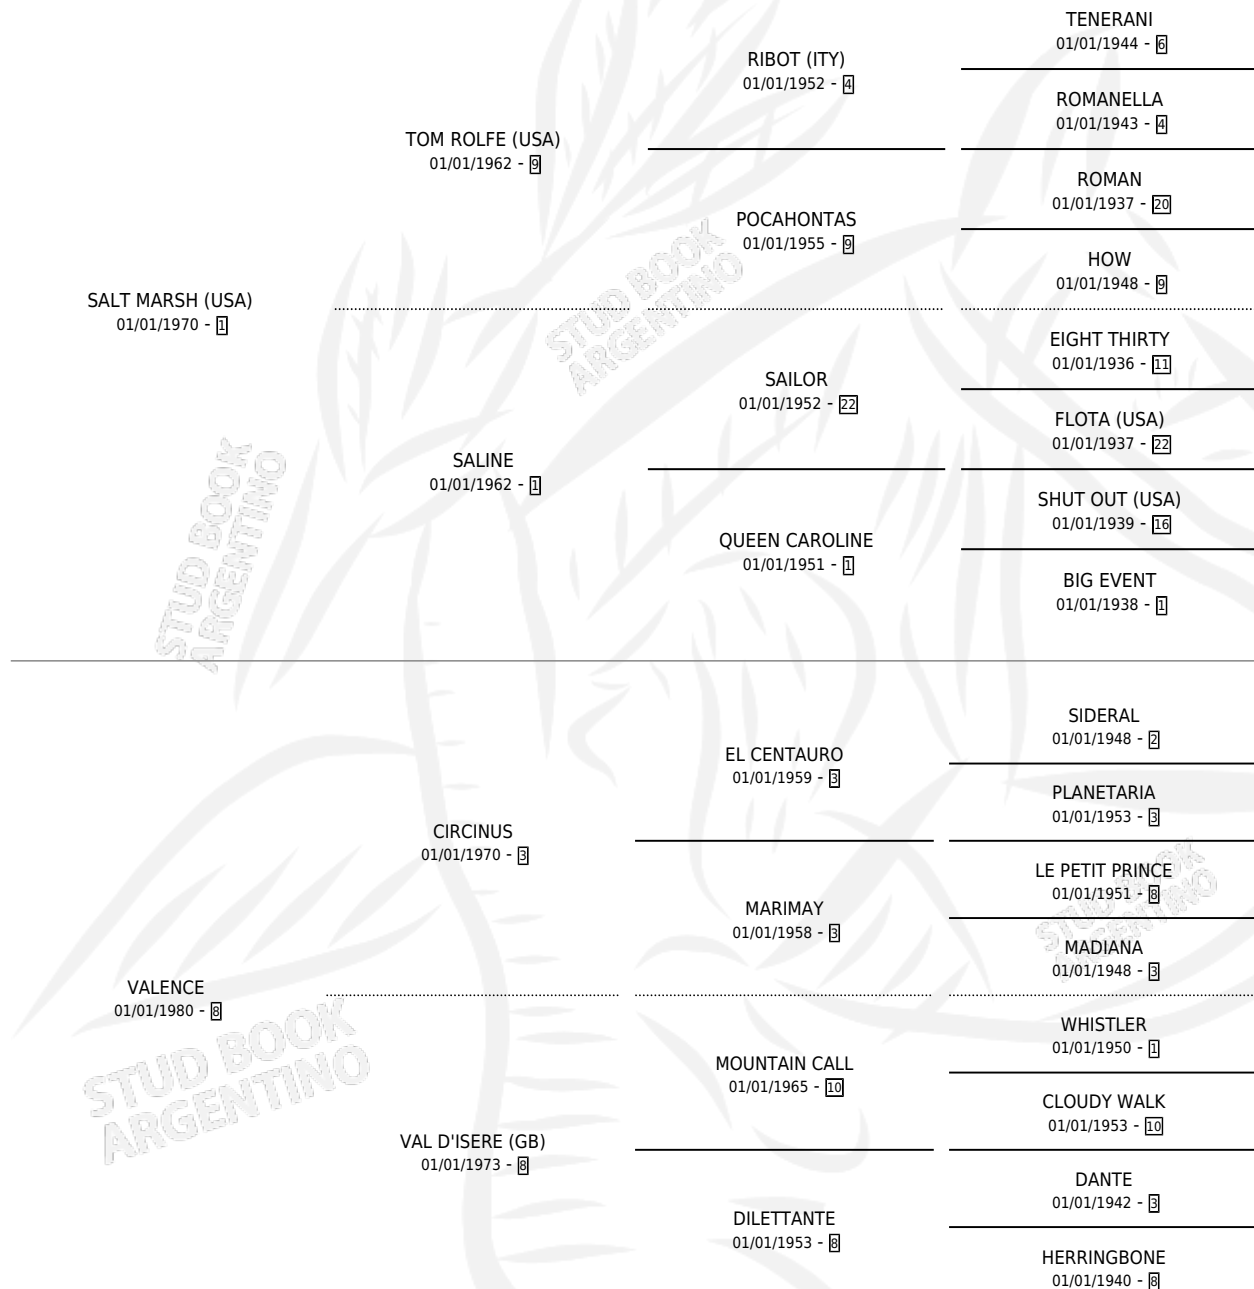 TENERANI
01/01/1944 - 6
RIBOT (ITY)
01/01/1952 - 4
ROMANELLA
01/01/1943 - 4
TOM ROLFE (USA)
01/01/1962 - 9
ROMAN
01/01/1937 - 20
POCAHONTAS
01/01/1955 - 9
HOW
01/01/1948 - 9
SALT MARSH (USA)
01/01/1970 - 1
EIGHT THIRTY
01/01/1936 - 11
SAILOR
01/01/1952 - 22
FLOTA (USA)
01/01/1937 - 22
SALINE
01/01/1962 - 1
SHUT OUT (USA)
01/01/1939 - 16
QUEEN CAROLINE
01/01/1951 - 1
BIG EVENT
01/01/1938 - 1
SIDERAL
01/01/1948 - 2
EL CENTAURO
01/01/1959 - 3
PLANETARIA
01/01/1953 - 3
CIRCINUS
01/01/1970 - 3
LE PETIT PRINCE
01/01/1951 - 8
MARIMAY
01/01/1958 - 3
MADIANA
01/01/1948 - 3
VALENCE
01/01/1980 - 8
WHISTLER
01/01/1950 - 1
MOUNTAIN CALL
01/01/1965 - 10
CLOUDY WALK
01/01/1953 - 10
VAL D'ISERE (GB)
01/01/1973 - 8
DANTE
01/01/1942 - 3
DILETTANTE
01/01/1953 - 8
HERRINGBONE
01/01/1940 - 8
STUD BOOK
ARGENTINO
STUD BOOK
ARGENTINO
STUD BOOK
ARGENTINO
STUD BOOK
ARGENTINO